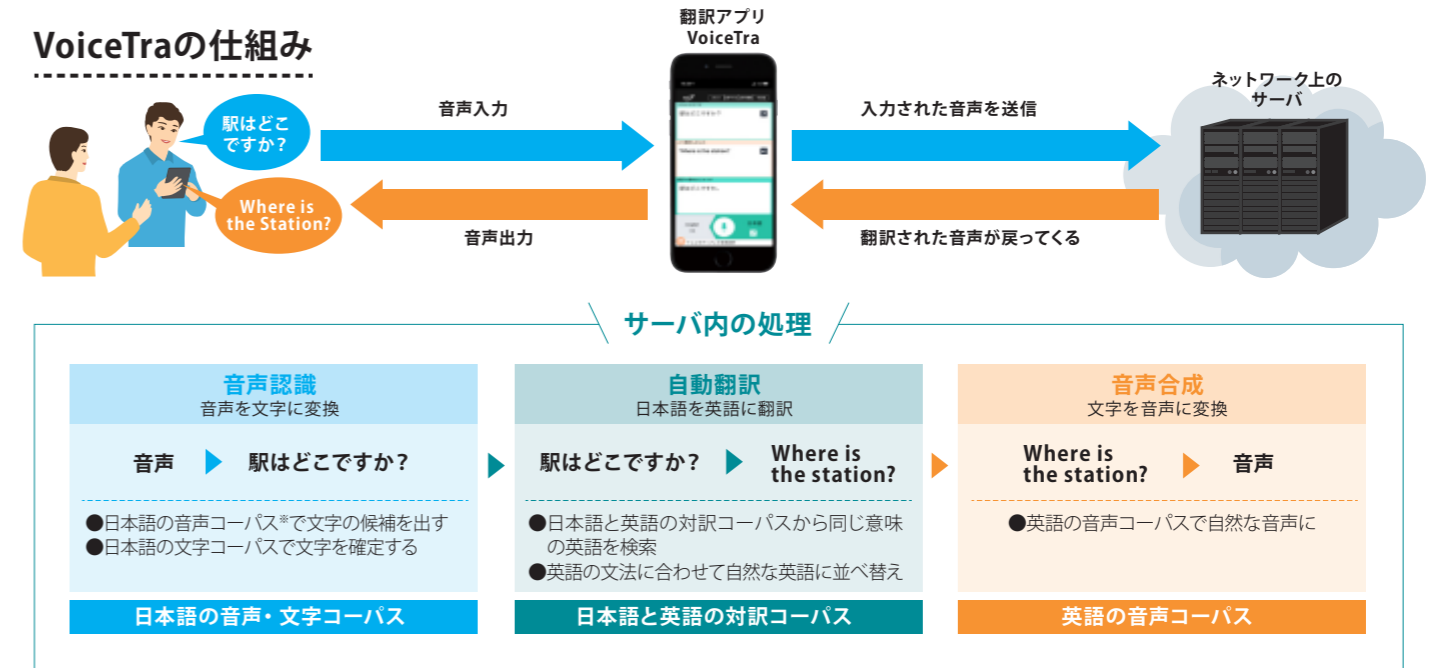 VoiceTraの仕組み
翻訳アプリ
VoiceTra
ネットワーク上の
サーバ
駅はどこ
ですか？
音声入力
入力された音声を送信
Where is
the Station?
音声出力
翻訳された音声が戻ってくる
サーバ内の処理
音声認識
音声を文字に変換
音声
駅はどこですか？
●日本語の音声コーパス※で文字の候補を出す
●日本語の文字コーパスで文字を確定する
日本語の音声・文字コーパス
自動翻訳
日本語を英語に翻訳
駅はどこですか？
Where is
the station?
●日本語と英語の対訳コーパスから同じ意味
の英語を検索
●英語の文法に合わせて自然な英語に並べ替え
日本語と英語の対訳コーパス
音声合成
文字を音声に変換
Where is
the station?
音声
●英語の音声コーパスで自然な音声に
英語の音声コーパス